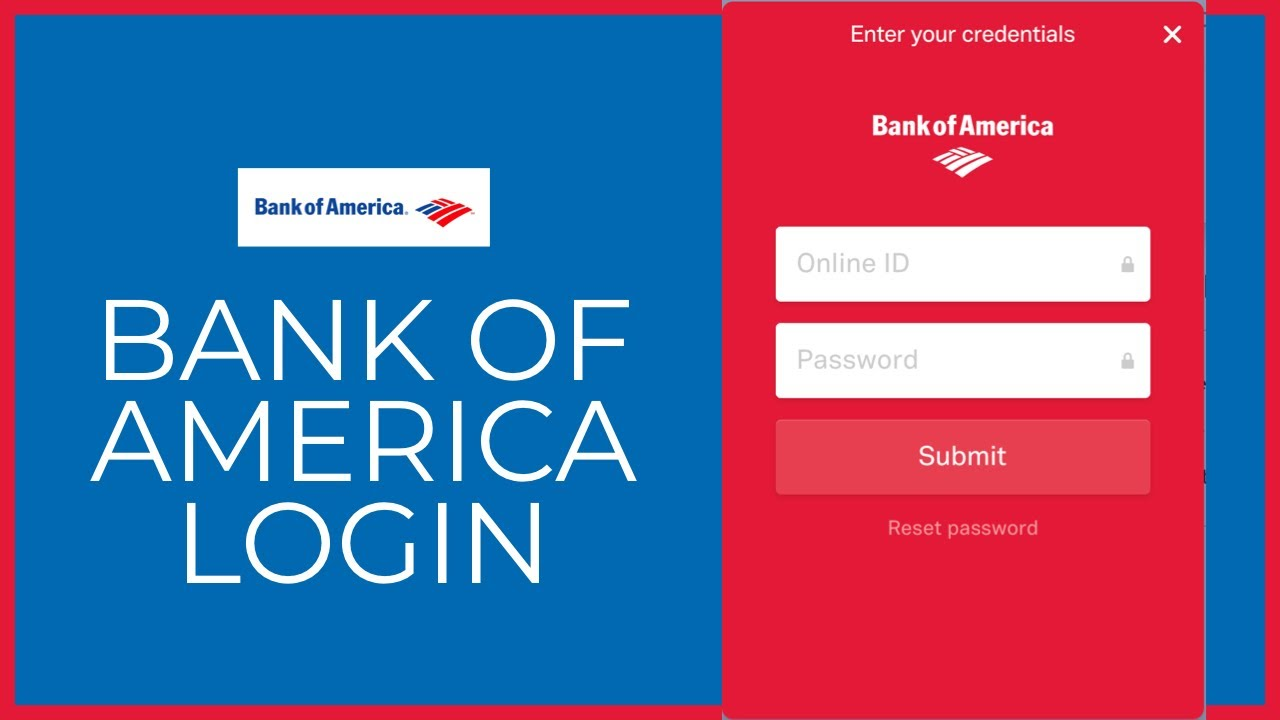 Bank of America
BANK OF
AMERICA
LOGIN
Enter your credentials
Bank of America
Online ID
Password
Submit
Reset password